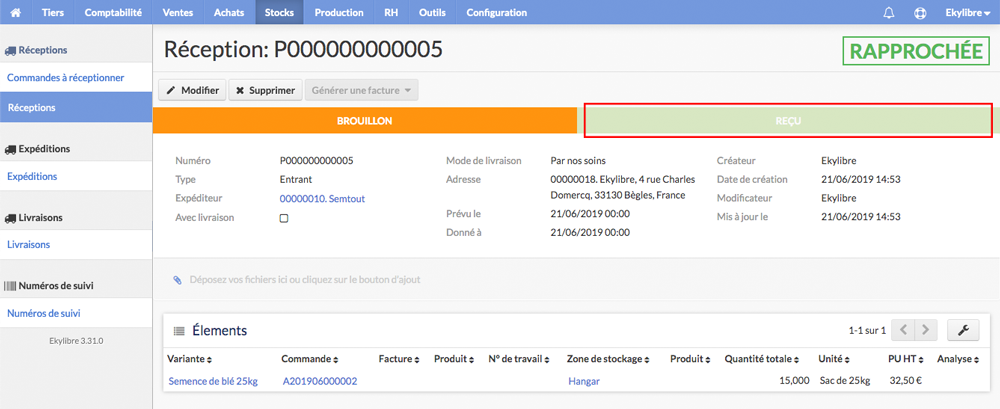 Tiers Comptabilité Ventes Achats Stocks Production RH Outils Configuration Ekylibre
Réceptions
Commandes à réceptionner
Réceptions
Expéditions
Expéditions
Livraisons
Livraisons
Numéros de suivi
Numéros de suivi
Ekylibre 3.31.0
Réception: P000000000005
RAPPROCHÉE
Modifier Supprimer Générer une facture
BROUILLON REÇU
Numéro P000000000005
Type Entrant
Expéditeur 00000010. Semtout
Avec livraison
Mode de livraison Par nos soins
Adresse 00000018. Ekylibre, 4 rue Charles
Domercq, 33130 Bègles, France
Prévu le 21/06/2019 00:00
Donné à 21/06/2019 00:00
Créateur Ekylibre
Date de création 21/06/2019 14:53
Modificateur Ekylibre
Mis à jour le 21/06/2019 14:53
Déposez vos fichiers ici ou cliquez sur le bouton d'ajout
Élements 1-1 sur 1
Variante Commande Facture Produit N° de travail Zone de stockage Produit Quantité totale Unité PU HT Analyse
Semence de blé 25kg A201906000002 Hangar 15,000 Sac de 25kg 32,50 €